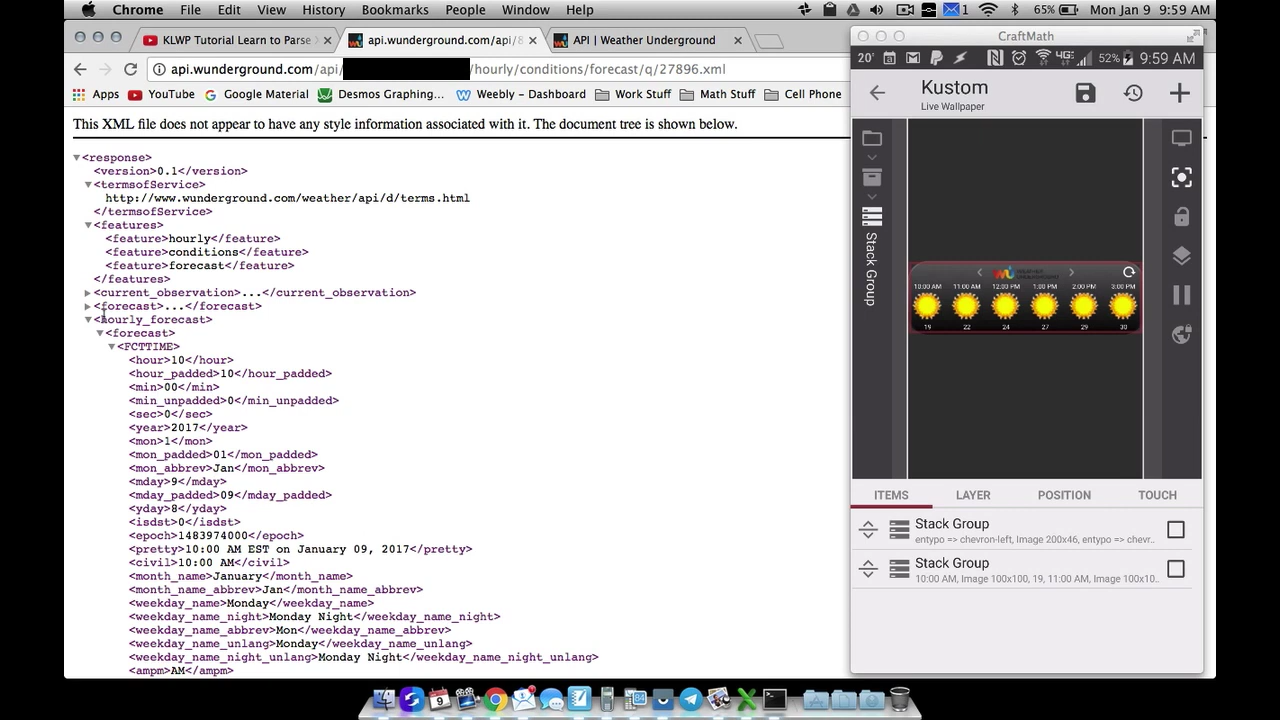 Chrome File Edit View History Bookmarks People Window Help 1 65% Mon Jan 9 9:59 AM
KLWP Tutorial Learn to Parse X api.wunderground.com/api/8 API | Weather Underground
api.wunderground.com/api/ /hourly/conditions/forecast/q/27896.xml
Apps YouTube Google Material Desmos Graphing... Weebly - Dashboard Work Stuff Math Stuff Cell Phone
This XML file does not appear to have any style information associated with it. The document tree is shown below.
<response>
<version>0.1</version>
<termsofService>
http://www.wunderground.com/weather/api/d/terms.html
</termsofService>
<features>
<feature>hourly</feature>
<feature>conditions</feature>
<feature>forecast</feature>
</features>
<current_observation>...</current_observation>
<forecast>...</forecast>
<hourly_forecast>
<forecast>
<FCTTIME>
<hour>10</hour>
<hour_padded>10</hour_padded>
<min>00</min>
<min_unpadded>0</min_unpadded>
<sec>0</sec>
<year>2017</year>
<mon>1</mon>
<mon_padded>01</mon_padded>
<mon_abbrev>Jan</mon_abbrev>
<mday>9</mday>
<mday_padded>09</mday_padded>
<yday>8</yday>
<isdst>0</isdst>
<epoch>1483974000</epoch>
<pretty>10:00 AM EST on January 09, 2017</pretty>
<civil>10:00 AM</civil>
<month_name>January</month_name>
<month_name_abbrev>Jan</month_name_abbrev>
<weekday_name>Monday</weekday_name>
<weekday_name_night>Monday Night</weekday_name_night>
<weekday_name_abbrev>Mon</weekday_name_abbrev>
<weekday_name_unlang>Monday</weekday_name_unlang>
<weekday_name_night_unlang>Monday Night</weekday_name_night_unlang>
<ampm>AM</ampm>
CraftMath
20° 4G 52% 9:59 AM
Kustom
Live Wallpaper
Stack Group
10:00 AM 11:00 AM 12:00 PM 1:00 PM 2:00 PM 3:00 PM
19 22 24 27 29 30
ITEMS LAYER POSITION TOUCH
Stack Group
entypo => chevron-left, Image 200x46, entypo => chevr..
Stack Group
10:00 AM, Image 100x100, 19, 11:00 AM, Image 100x10..